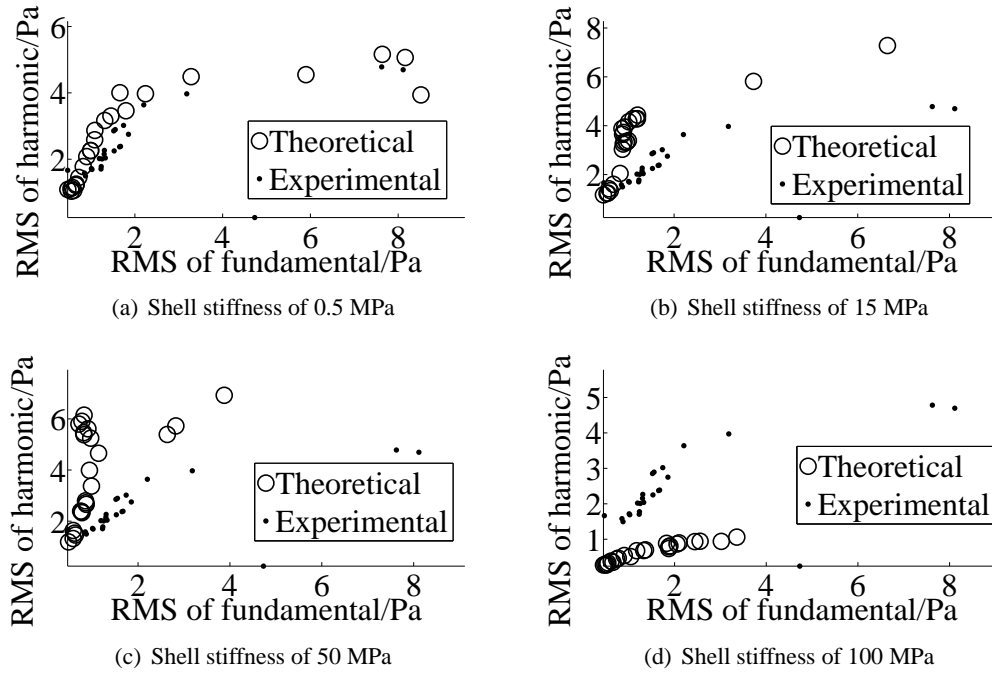 RMS of harmonic/Pa
6
4
2
2
4
6
8
RMS of fundamental/Pa
Theoretical
Experimental
(a) Shell stiffness of 0.5 MPa
RMS of harmonic/Pa
8
6
4
2
2
4
6
8
RMS of fundamental/Pa
Theoretical
Experimental
(b) Shell stiffness of 15 MPa
RMS of harmonic/Pa
6
4
2
2
4
6
8
RMS of fundamental/Pa
Theoretical
Experimental
(c) Shell stiffness of 50 MPa
RMS of harmonic/Pa
5
4
3
2
1
2
4
6
8
RMS of fundamental/Pa
Theoretical
Experimental
(d) Shell stiffness of 100 MPa